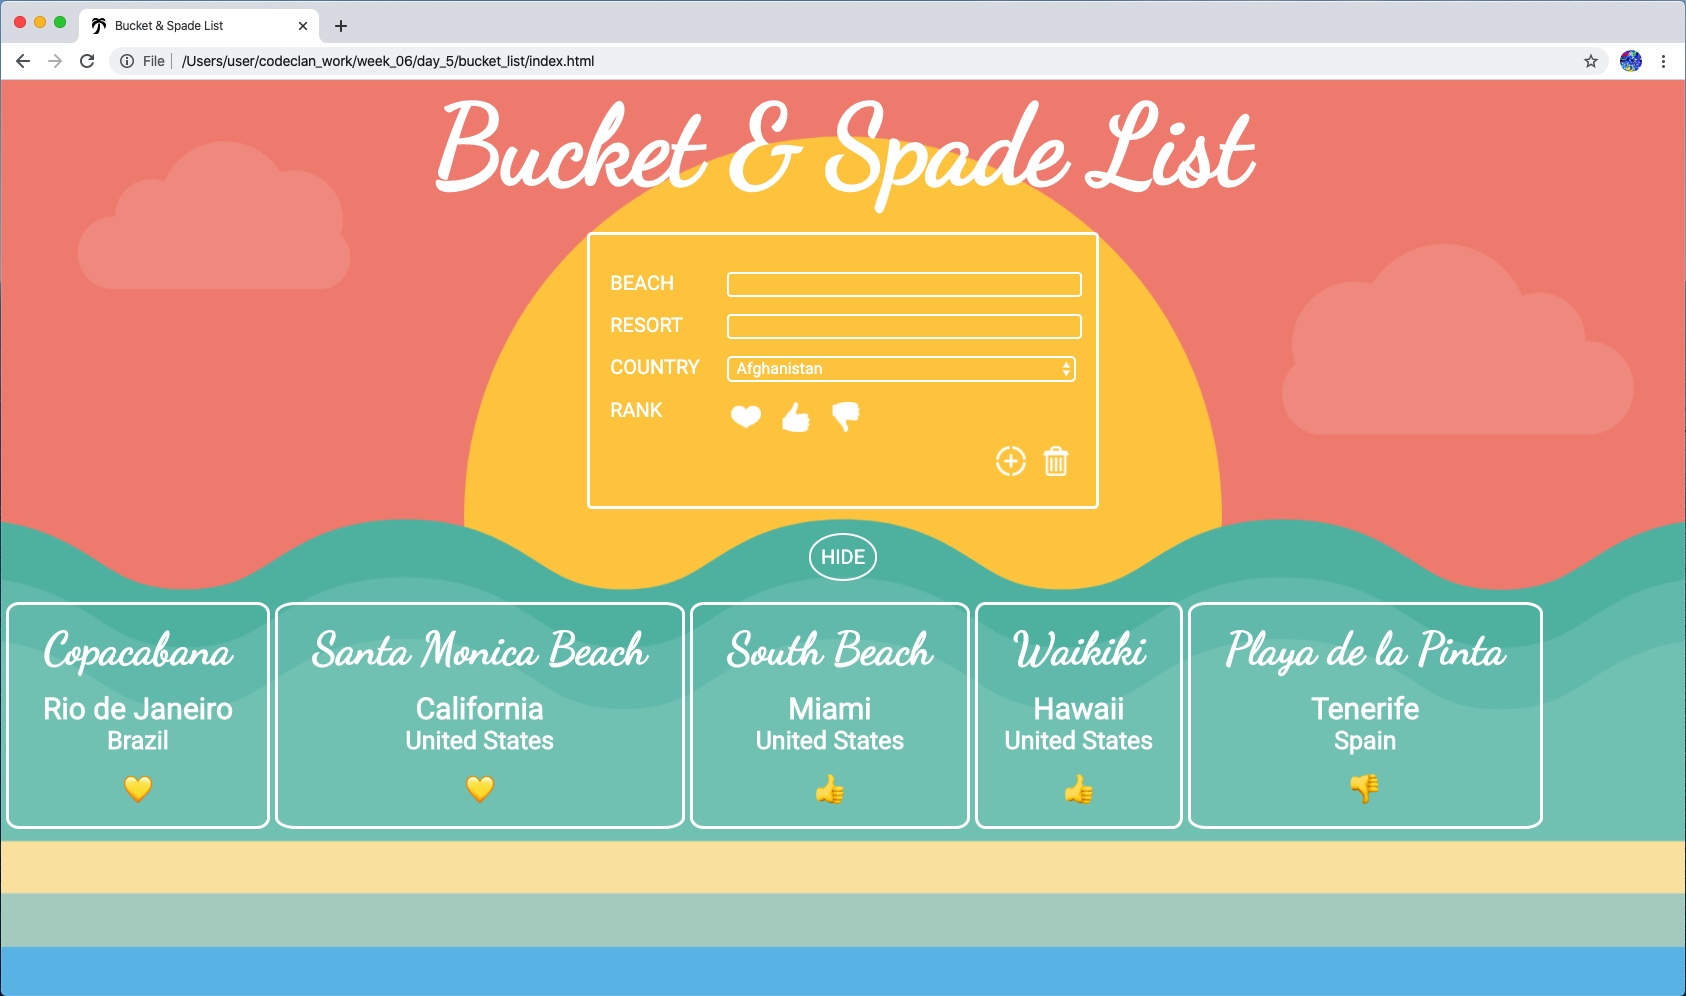 Bucket & Spade List
File /Users/user/codeclan_work/week_06/day_5/bucket_list/index.html
Bucket & Spade List
BEACH
RESORT
COUNTRY Afghanistan
RANK
HIDE
Copacabana
Rio de Janeiro
Brazil
Santa Monica Beach
California
United States
South Beach
Miami
United States
Waikiki
Hawaii
United States
Playa de la Pinta
Tenerife
Spain